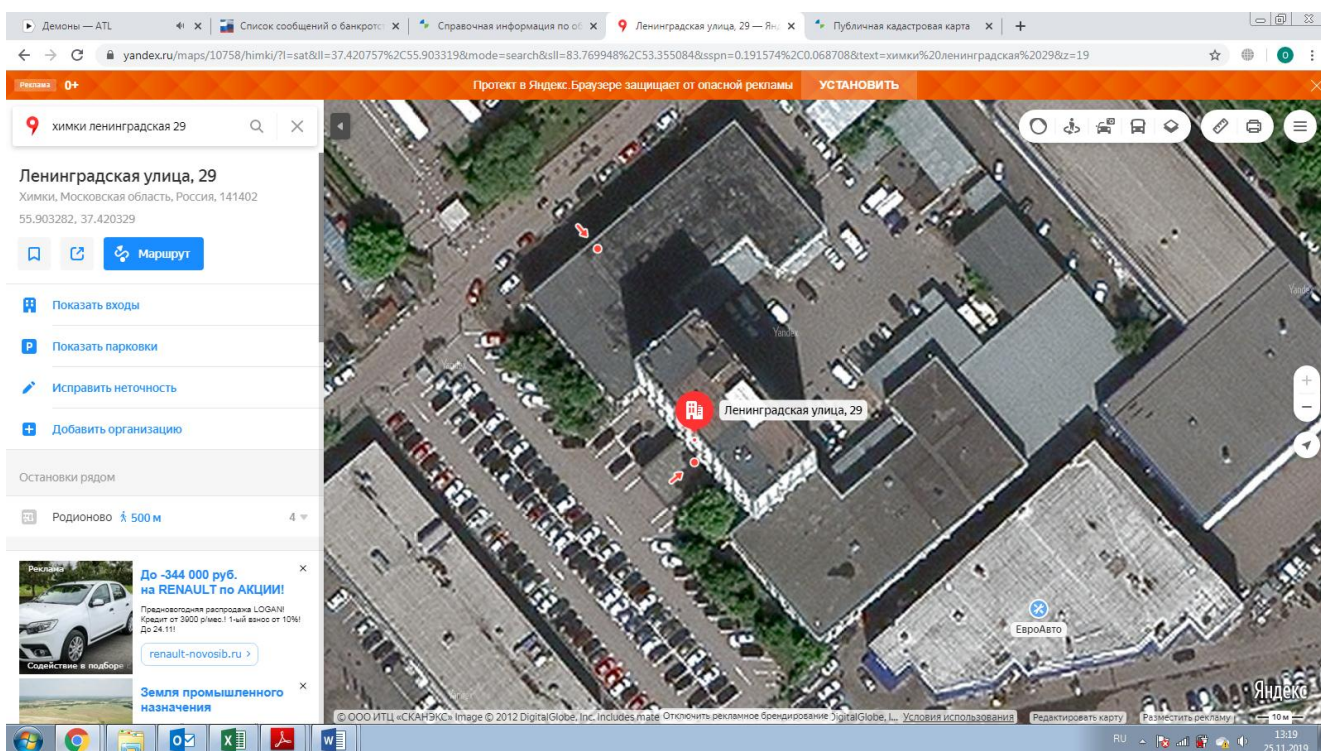 Демоны — ATL
Список сообщений о банкротс
Справочная информация по об
Ленинградская улица, 29 — Ян
Публичная кадастровая карта
yandex.ru/maps/10758/himki/?l=sat&ll=37.420757%2C55.903319&mode=search&sll=83.769948%2C53.355084&sspn=0.191574%2C0.068708&text=химки%20ленинградская%2029&z=19
Реклама 0+ Протект в Яндекс.Браузере защищает от опасной рекламы УСТАНОВИТЬ
химки ленинградская 29
Ленинградская улица, 29
Химки, Московская область, Россия, 141402
55.903282, 37.420329
Маршрут
Показать входы
Показать парковки
Исправить неточность
Добавить организацию
Остановки рядом
Родионово 500 м 4
Реклама
До -344 000 руб.
на RENAULT по АКЦИИ!
Предновогодняя распродажа LOGAN!
Кредит от 3900 р/мес.! 1-ый взнос от 10%!
До 24.11!
renault-novosib.ru >
Содействие в подборе
Земля промышленного
назначения
Yandex
Yandex
Ленинградская улица, 29
ЕвроАвто
Яндекс
© ООО ИТЦ «СКАНЭКС» Image © 2012 DigitalGlobe, Inc. Includes mate
Отключить рекламное брендирование
DigitalGlobe, I...
Условия использования
Редактировать карту
Разместить рекламу
10 м
RU
13:19
25.11.2019